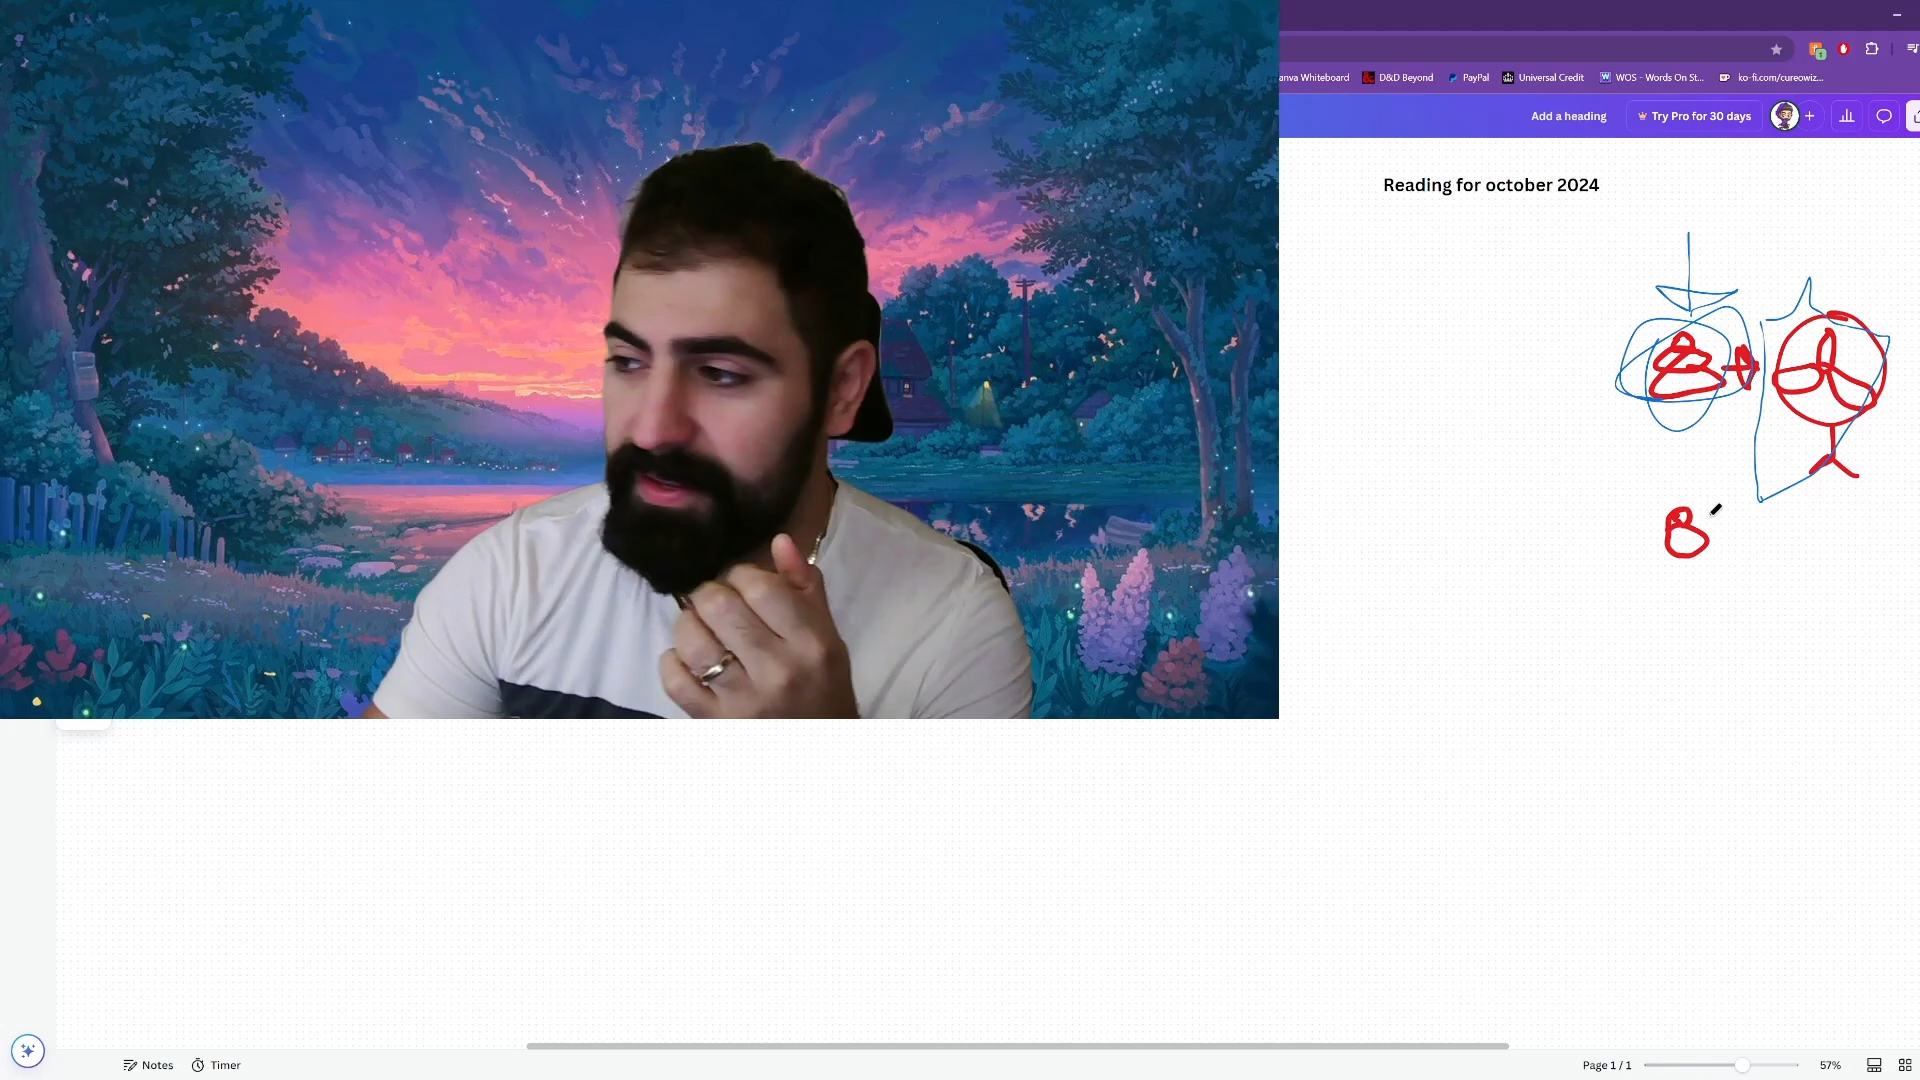 anva Whiteboard D&D Beyond PayPal Universal Credit WOS - Words On St... ko-fi.com/cureowiz...
Add a heading Try Pro for 30 days
Reading for october 2024
Notes Timer Page 1 / 1 57%